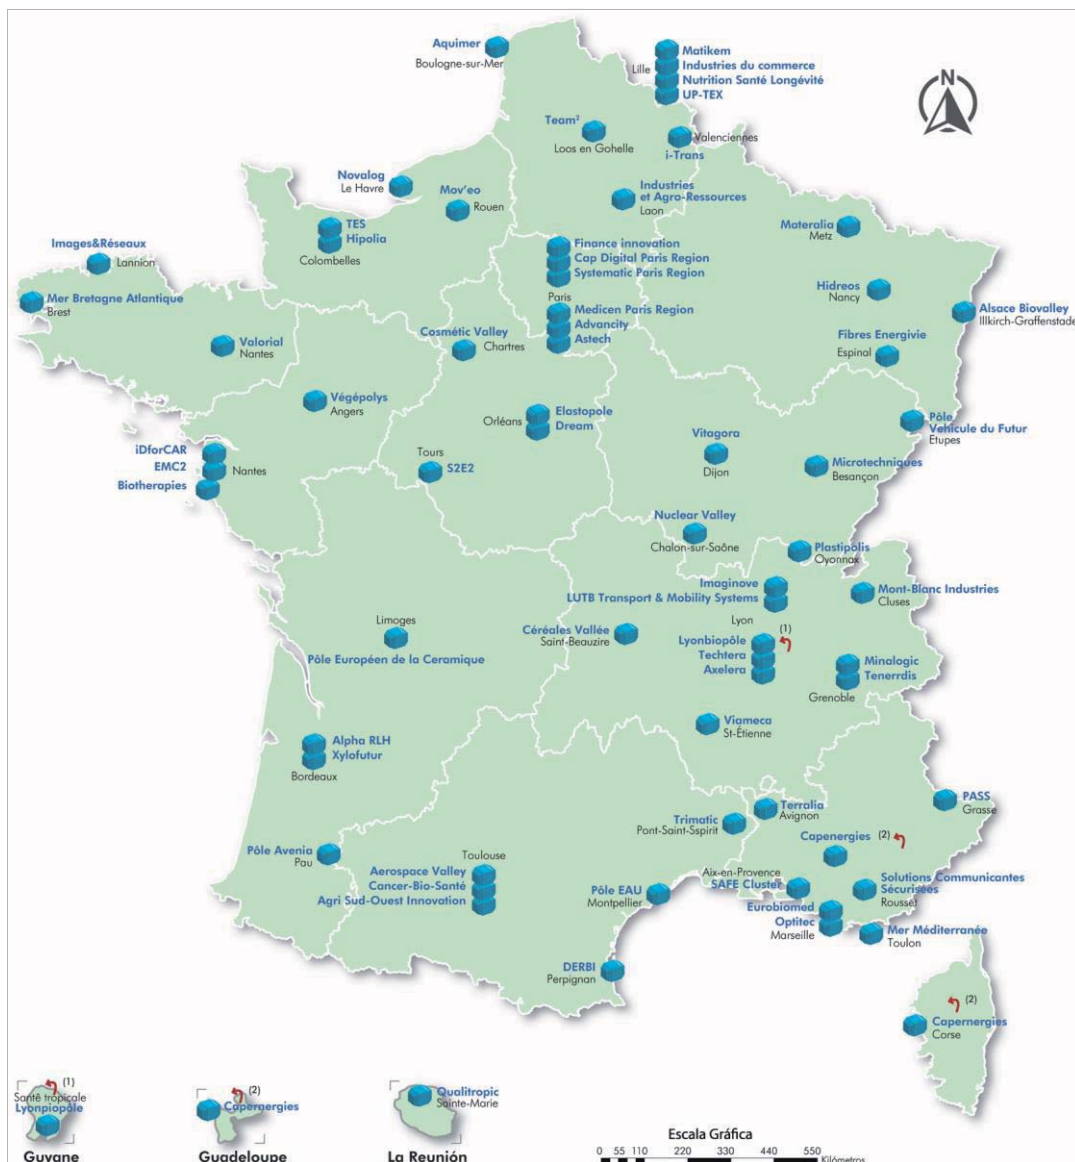 Aquimer
Boulogne-sur-Mer
Lille
Matikem
Industries du commerce
Nutrition Santé Longévité
UP-TEX
N
Team²
Loos en Gohelle
Valenciennes
i-Trans
Novalog
Le Havre
Mov'eo
Rouen
Industries
et Agro-Ressources
Laon
TES
Hipolia
Colombelles
Materalia
Metz
Images&Réseaux
Lannion
Finance innovation
Cap Digital Paris Region
Systematic Paris Region
Paris
Medicen Paris Region
Advancity
Astech
Hidreos
Nancy
Mer Bretagne Atlantique
Brest
Alsace Biovalley
Illkirch-Graffenstade
Cosmétic Valley
Chartres
Fibres Energivie
Espinal
Valorial
Nantes
Végépolys
Angers
Orléans
Elastopole
Dream
Pôle
Vehicule du Futur
Etupes
iDforCAR
EMC2
Nantes
Biotherapies
Tours
S2E2
Vitagora
Dijon
Microtechniques
Besançon
Nuclear Valley
Chalon-sur-Saône
Plastipolis
Oyonnax
Imaginove
LUTB Transport & Mobility Systems
Lyon
Mont-Blanc Industries
Cluses
Limoges
Pôle Européen de la Ceramique
Céréales Vallée
Saint-Beauzire
(1)
Lyonbiopôle
Techtera
Axelera
Minalogic
Tenerrdis
Grenoble
Viameca
St-Étienne
Alpha RLH
Xylofutur
Bordeaux
PASS
Grasse
Terralia
Avignon
Trimatic
Pont-Saint-Sspirit
Capenergies (2)
Pôle Avenia
Pau
Toulouse
Aerospace Valley
Cancer-Bio-Santé
Agri Sud-Ouest Innovation
Aix-en-Provence
SAFE Cluster
Solutions Communicantes
Sécurisées
Rousset
Pôle EAU
Montpellier
Eurobiomed
Optitec
Marseille
Mer Méditerranée
Toulon
DERBI
Perpignan
(2)
Capernergies
Corse
(1)
Santê tropicale
Lyonpiopôle
Guyane
(2)
Capernergies
Guadeloupe
Qualitropic
Sainte-Marie
La Reunión
Escala Gráfica
0 55 110 220 330 440 550
Kilómetros